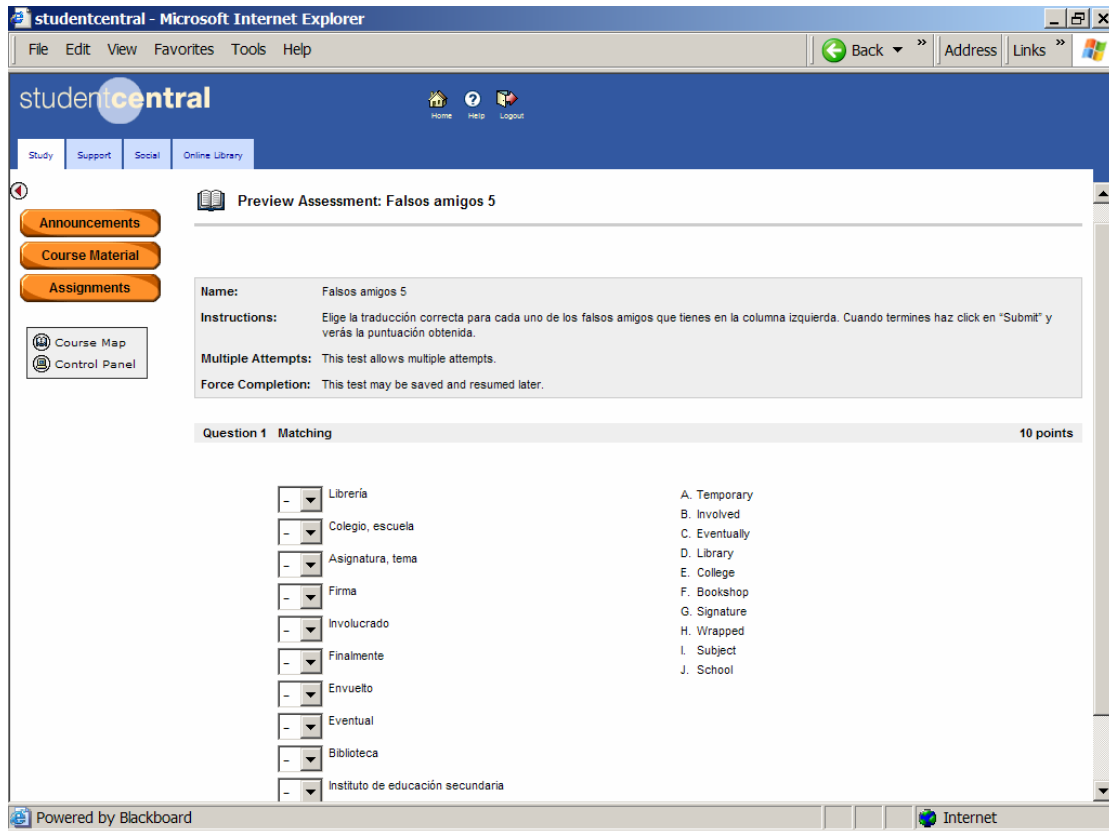 studentcentral - Microsoft Internet Explorer
File Edit View Favorites Tools Help
Back » Address Links »
studentcentral
Home Help Logout
Study Support Social Online Library
Preview Assessment: Falsos amigos 5
Announcements
Course Material
Assignments
Course Map
Control Panel
Name: Falsos amigos 5
Instructions: Elige la traducción correcta para cada uno de los falsos amigos que tienes en la columna izquierda. Cuando termines haz click en “Submit” y
verás la puntuación obtenida.
Multiple Attempts: This test allows multiple attempts.
Force Completion: This test may be saved and resumed later.
Question 1 Matching 10 points
- Librería
- Colegio, escuela
- Asignatura, tema
- Firma
- Involucrado
- Finalmente
- Envuelto
- Eventual
- Biblioteca
- Instituto de educación secundaria
A. Temporary
B. Involved
C. Eventually
D. Library
E. College
F. Bookshop
G. Signature
H. Wrapped
I. Subject
J. School
Powered by Blackboard
Internet